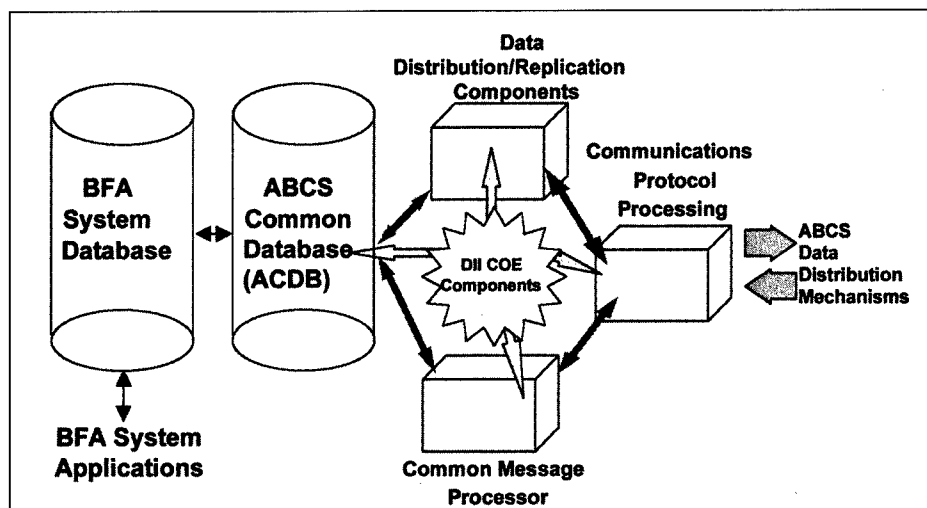 Data
Distribution/Replication
Components
Communications
Protocol
Processing
BFA
System
Database
ABCS
Common
Database
(ACDB)
DII COE
Components
ABCS
Data
Distribution
Mechanisms
BFA System
Applications
Common Message
Processor